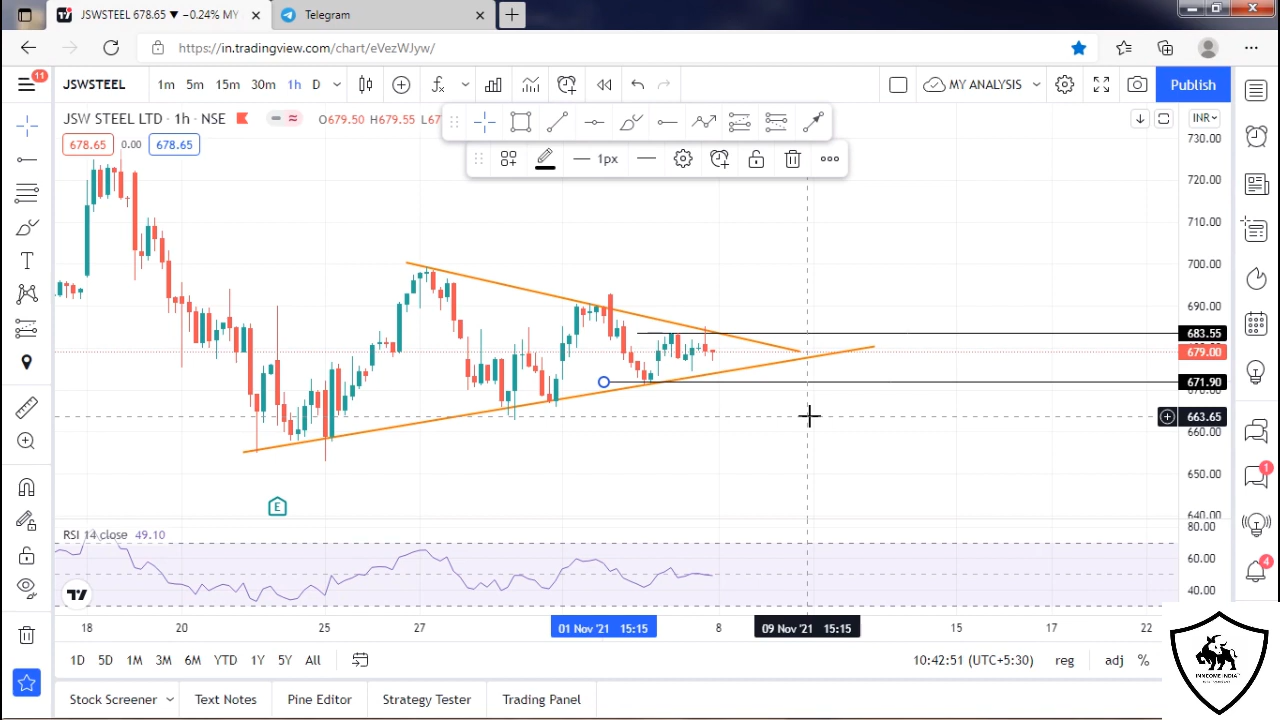 JSWSTEEL 678.65 ▼ −0.24% MY
Telegram
https://in.tradingview.com/chart/eVezWJyw/
11
JSWSTEEL 1m 5m 15m 30m 1h D MY ANALYSIS Publish
JSW STEEL LTD · 1h · NSE O679.50 H679.55 L67 INR
678.65 0.00 678.65
1px
730.00
720.00
710.00
700.00
690.00
683.55
679.00
671.90
663.65
660.00
650.00
640.00
E
RSI 14 close 49.10
80.00
60.00
40.00
1
4
18 20 25 27 01 Nov '21 15:15 8 09 Nov '21 15:15 15 17 22
1D 5D 1M 3M 6M YTD 1Y 5Y All 10:42:51 (UTC+5:30) reg adj %
Stock Screener Text Notes Pine Editor Strategy Tester Trading Panel
INNCOME INDIA